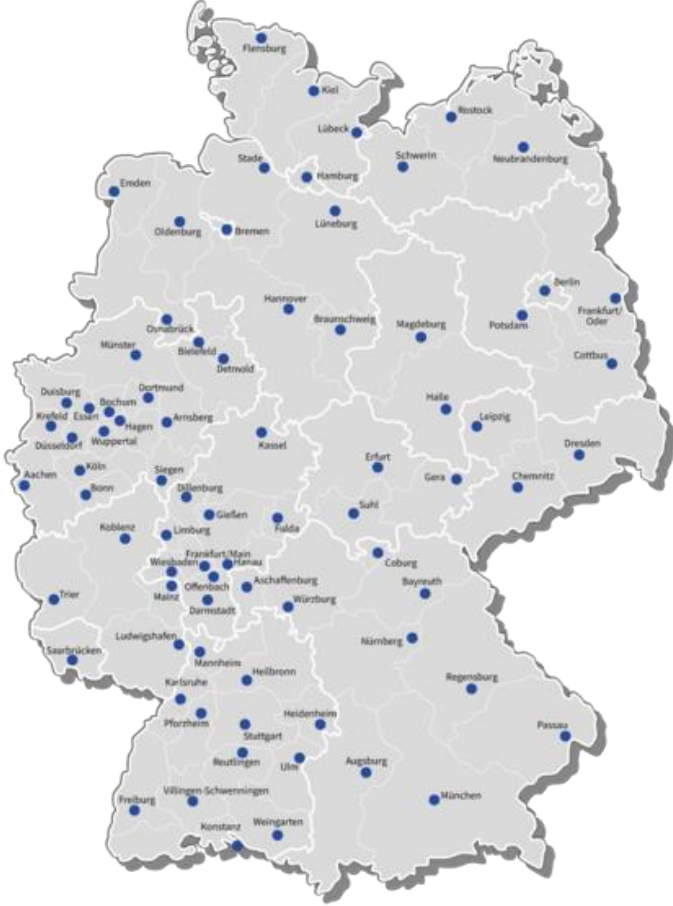 Flensburg
Kiel
Rostock
Lübeck
Stade
Schwerin
Neubrandenburg
Hamburg
Emden
Lüneburg
Oldenburg
Bremen
Berlin
Hannover
Frankfurt/
Oder
Braunschweig
Magdeburg
Potsdam
Osnabrück
Münster
Bielefeld
Cottbus
Detmold
Dortmund
Duisburg
Bochum
Halle
Krefeld
Essen
Arnsberg
Leipzig
Hagen
Düsseldorf
Wuppertal
Kassel
Dresden
Erfurt
Köln
Aachen
Siegen
Gera
Chemnitz
Bonn
Dillenburg
Suhl
Gießen
Koblenz
Limburg
Fulda
Frankfurt/Main
Wiesbaden
Hanau
Coburg
Aschaffenburg
Bayreuth
Offenbach
Trier
Mainz
Würzburg
Darmstadt
Ludwigshafen
Nürnberg
Saarbrücken
Mannheim
Heilbronn
Regensburg
Karlsruhe
Heidenheim
Pforzheim
Passau
Stuttgart
Reutlingen
Ulm
Augsburg
Villingen-Schwenningen
München
Freiburg
Weingarten
Konstanz